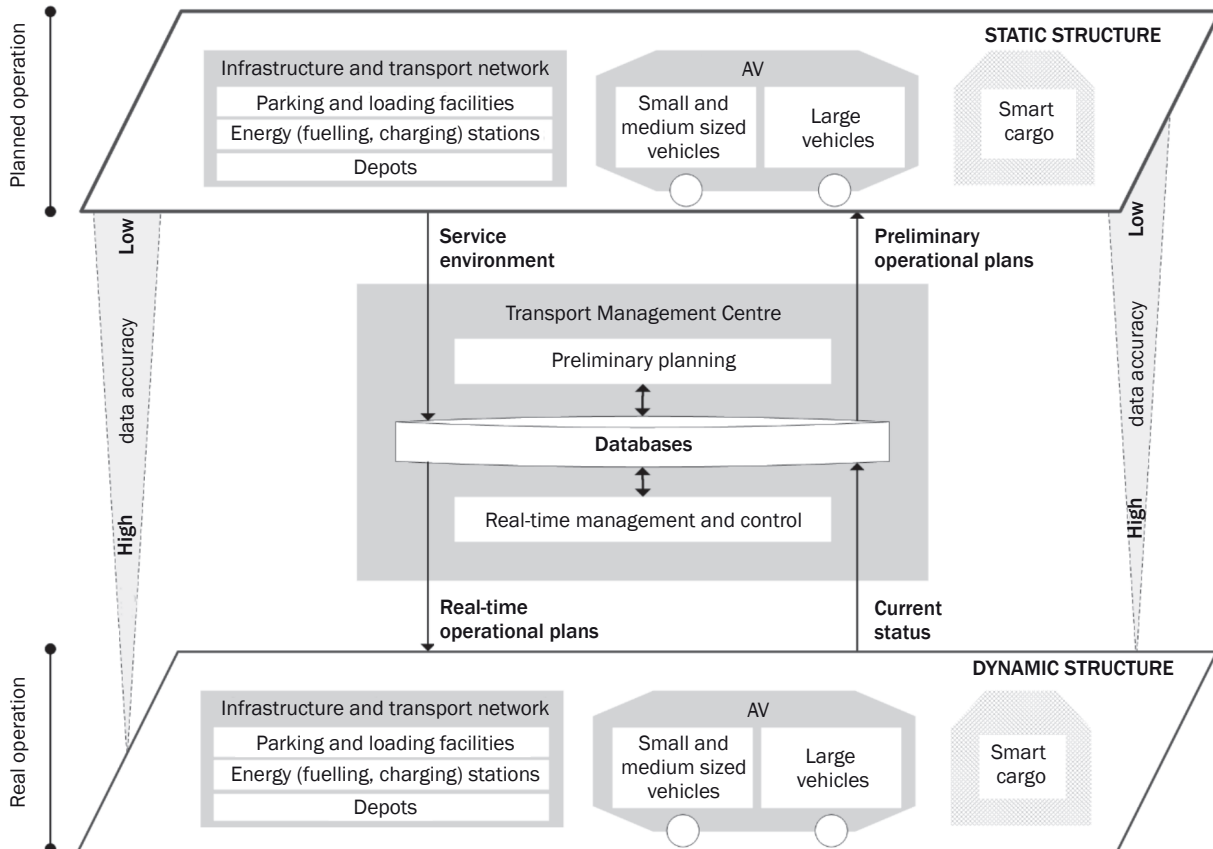 Planned operation
STATIC STRUCTURE
Infrastructure and transport network
Parking and loading facilities
Energy (fuelling, charging) stations
Depots
AV
Small and
medium sized
vehicles
Large
vehicles
Smart
cargo
Low
data accuracy
High
Service
environment
Preliminary
operational plans
Low
data accuracy
High
Transport Management Centre
Preliminary planning
Databases
Real-time management and control
Real-time
operational plans
Current
status
Real operation
DYNAMIC STRUCTURE
Infrastructure and transport network
Parking and loading facilities
Energy (fuelling, charging) stations
Depots
AV
Small and
medium sized
vehicles
Large
vehicles
Smart
cargo